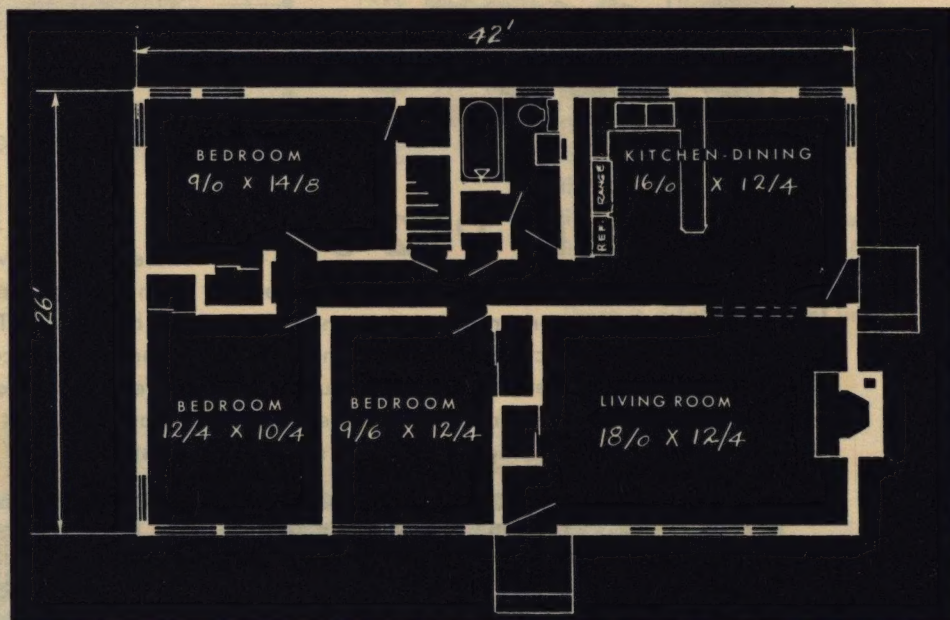 42'
BEDROOM
9/0 X 14/8
KITCHEN-DINING
16/0 X 12/4
RANGE
REF.
26'
BEDROOM
12/4 X 10/4
BEDROOM
9/6 X 12/4
LIVING ROOM
18/0 X 12/4